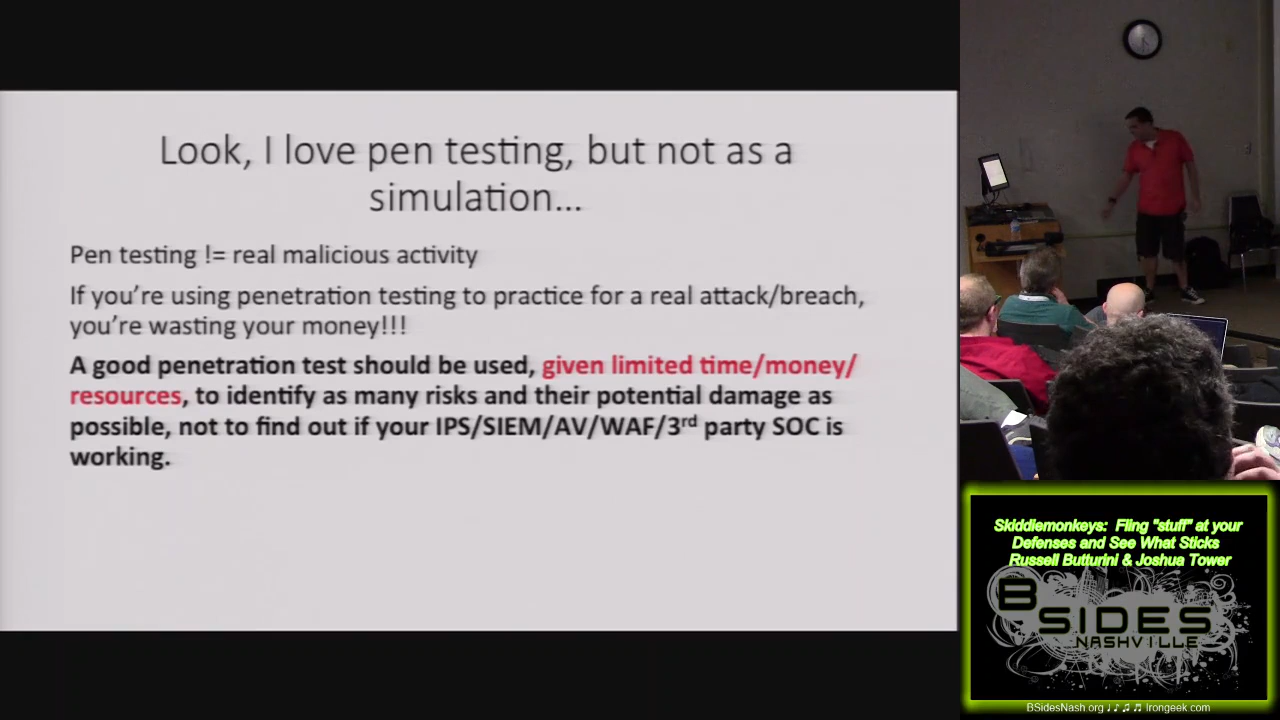 Look, I love pen testing, but not as a
simulation...
Pen testing != real malicious activity
If you're using penetration testing to practice for a real attack/breach,
you're wasting your money!!!
A good penetration test should be used, given limited time/money/
resources, to identify as many risks and their potential damage as
possible, not to find out if your IPS/SIEM/AV/WAF/3rd party SOC is
working.
Skiddiemonkeys: Fling "stuff" at your
Defenses and See What Sticks
Russell Butturini & Joshua Tower
BSIDES
NASHVILLE
BSidesNash.org ♩ ♪ ♫ ♬ Irongeek.com